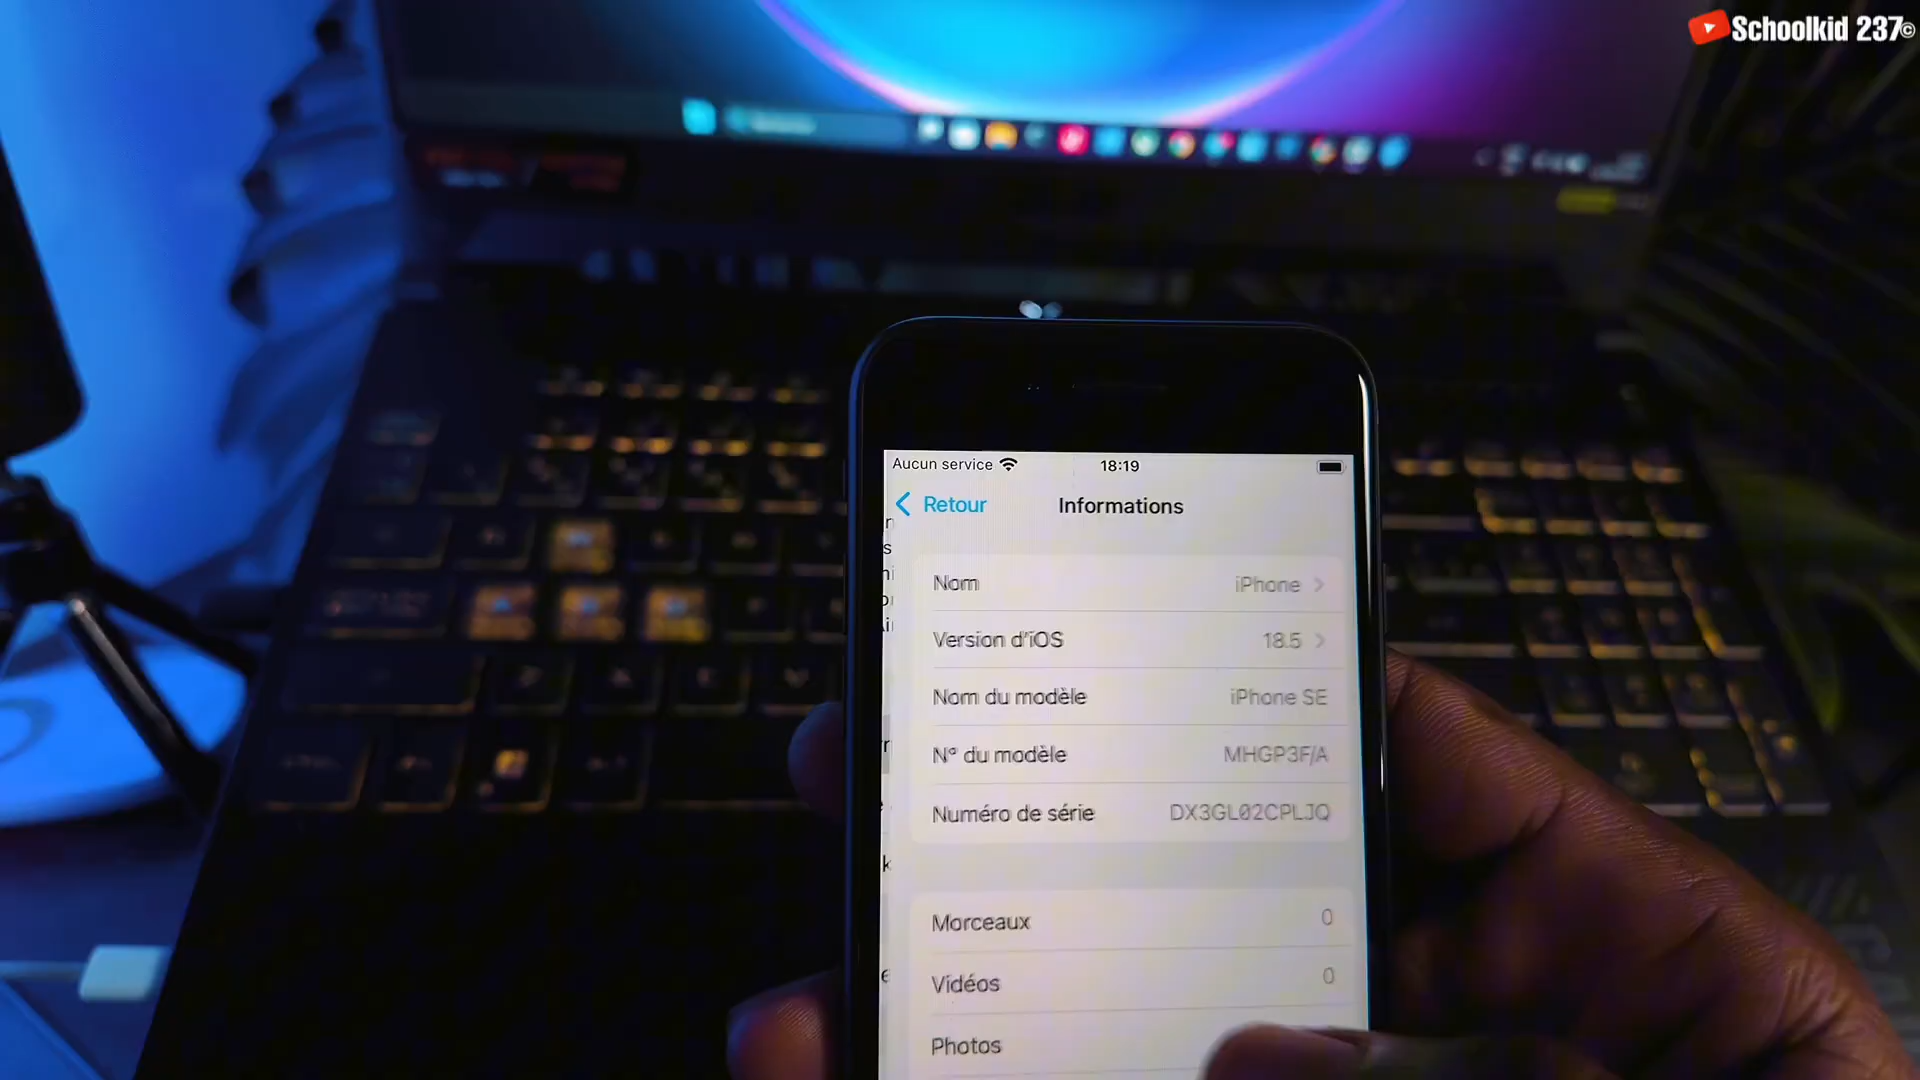 Schoolkid 237©
Aucun service 18:19
Retour Informations
Nom iPhone
Version d'iOS 18.5
Nom du modèle iPhone SE
N° du modèle MHGP3F/A
Numéro de série DX3GL02CPLJQ
Morceaux 0
Vidéos 0
Photos